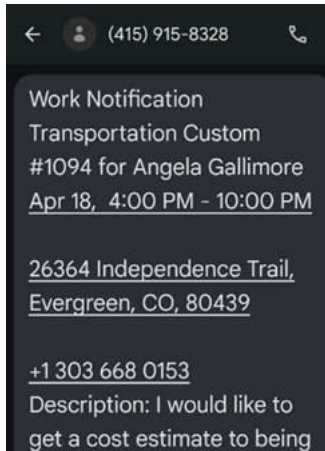 (415) 915-8328
Work Notification
Transportation Custom
#1094 for Angela Gallimore
Apr 18, 4:00 PM - 10:00 PM
26364 Independence Trail,
Evergreen, CO, 80439
+1 303 668 0153
Description: I would like to
get a cost estimate to being